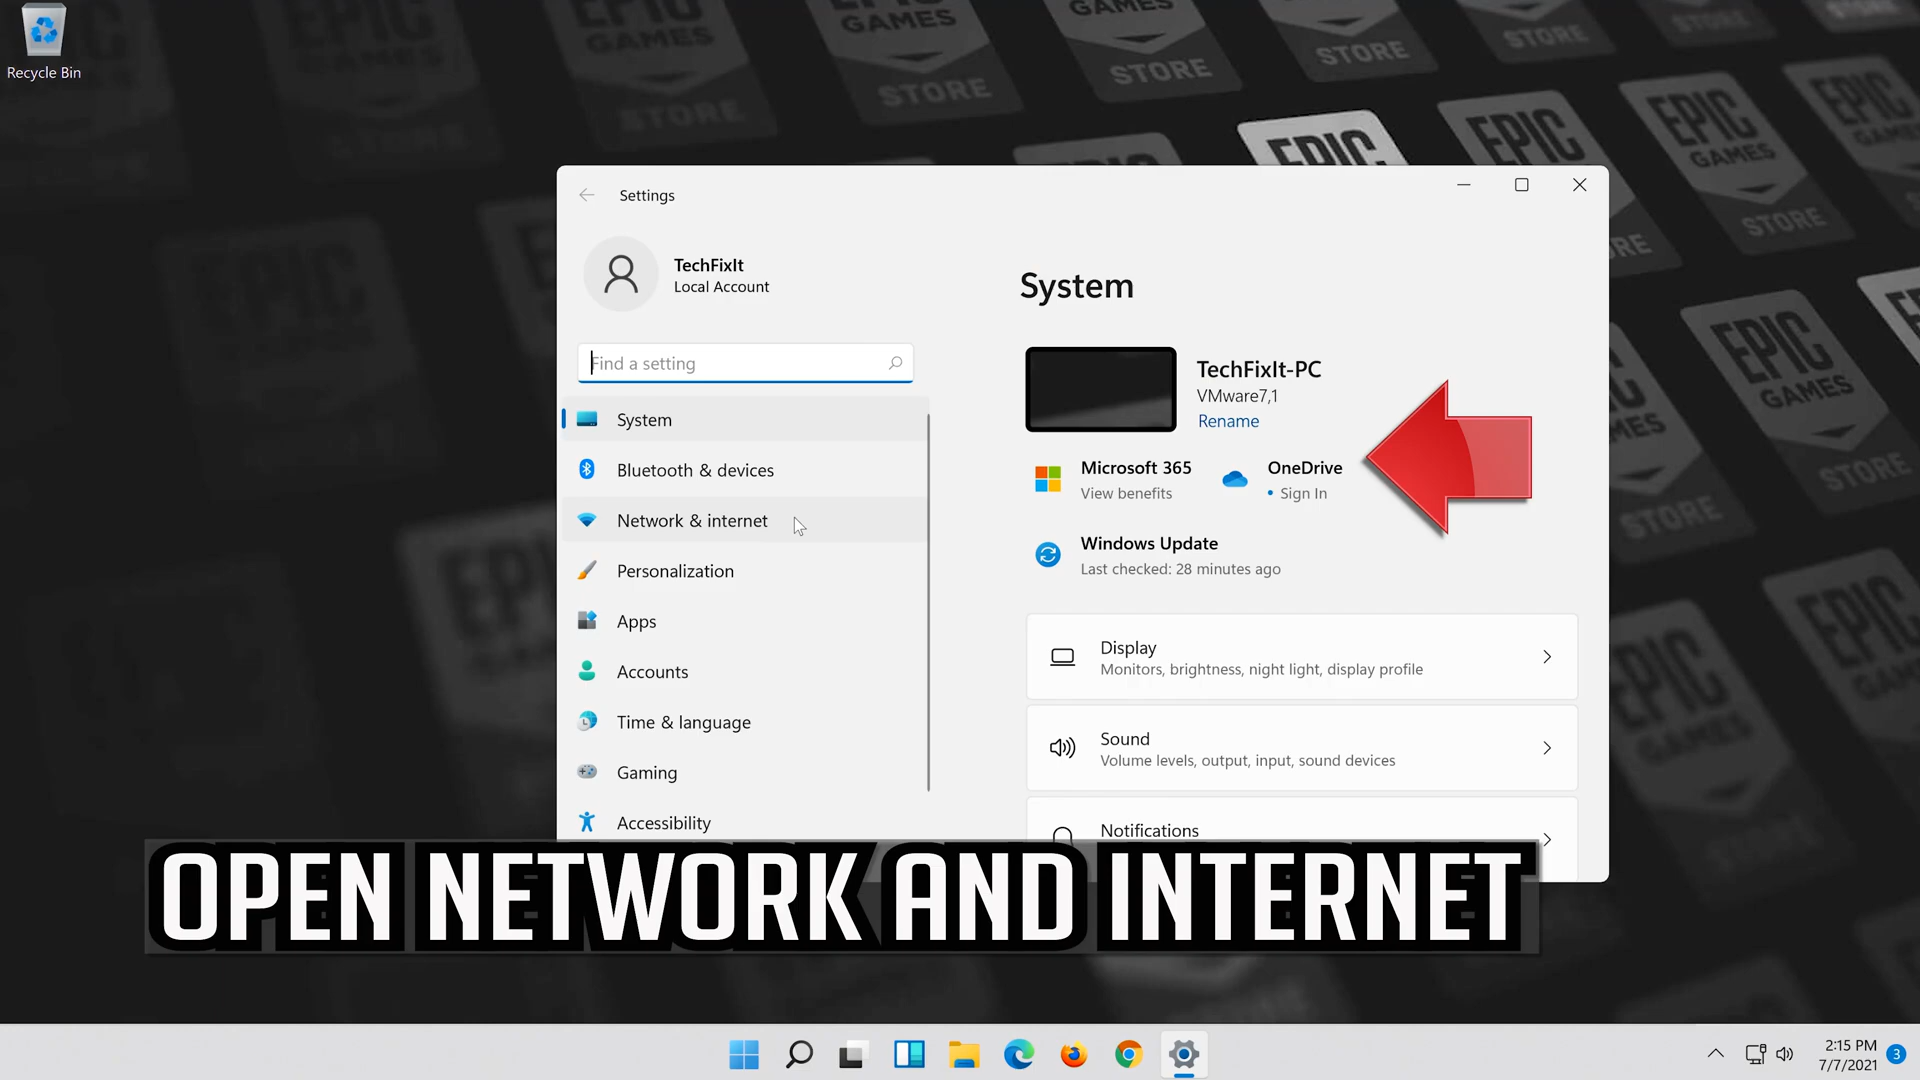 Recycle Bin
EPIC
GAMES
STORE
Settings
TechFixIt
Local Account
Find a setting
System
Bluetooth & devices
Network & internet
Personalization
Apps
Accounts
Time & language
Gaming
Accessibility
System
TechFixIt-PC
VMware7,1
Rename
Microsoft 365
View benefits
OneDrive
• Sign In
Windows Update
Last checked: 28 minutes ago
Display
Monitors, brightness, night light, display profile
Sound
Volume levels, output, input, sound devices
Notifications
OPEN NETWORK AND INTERNET
2:15 PM
7/7/2021
3